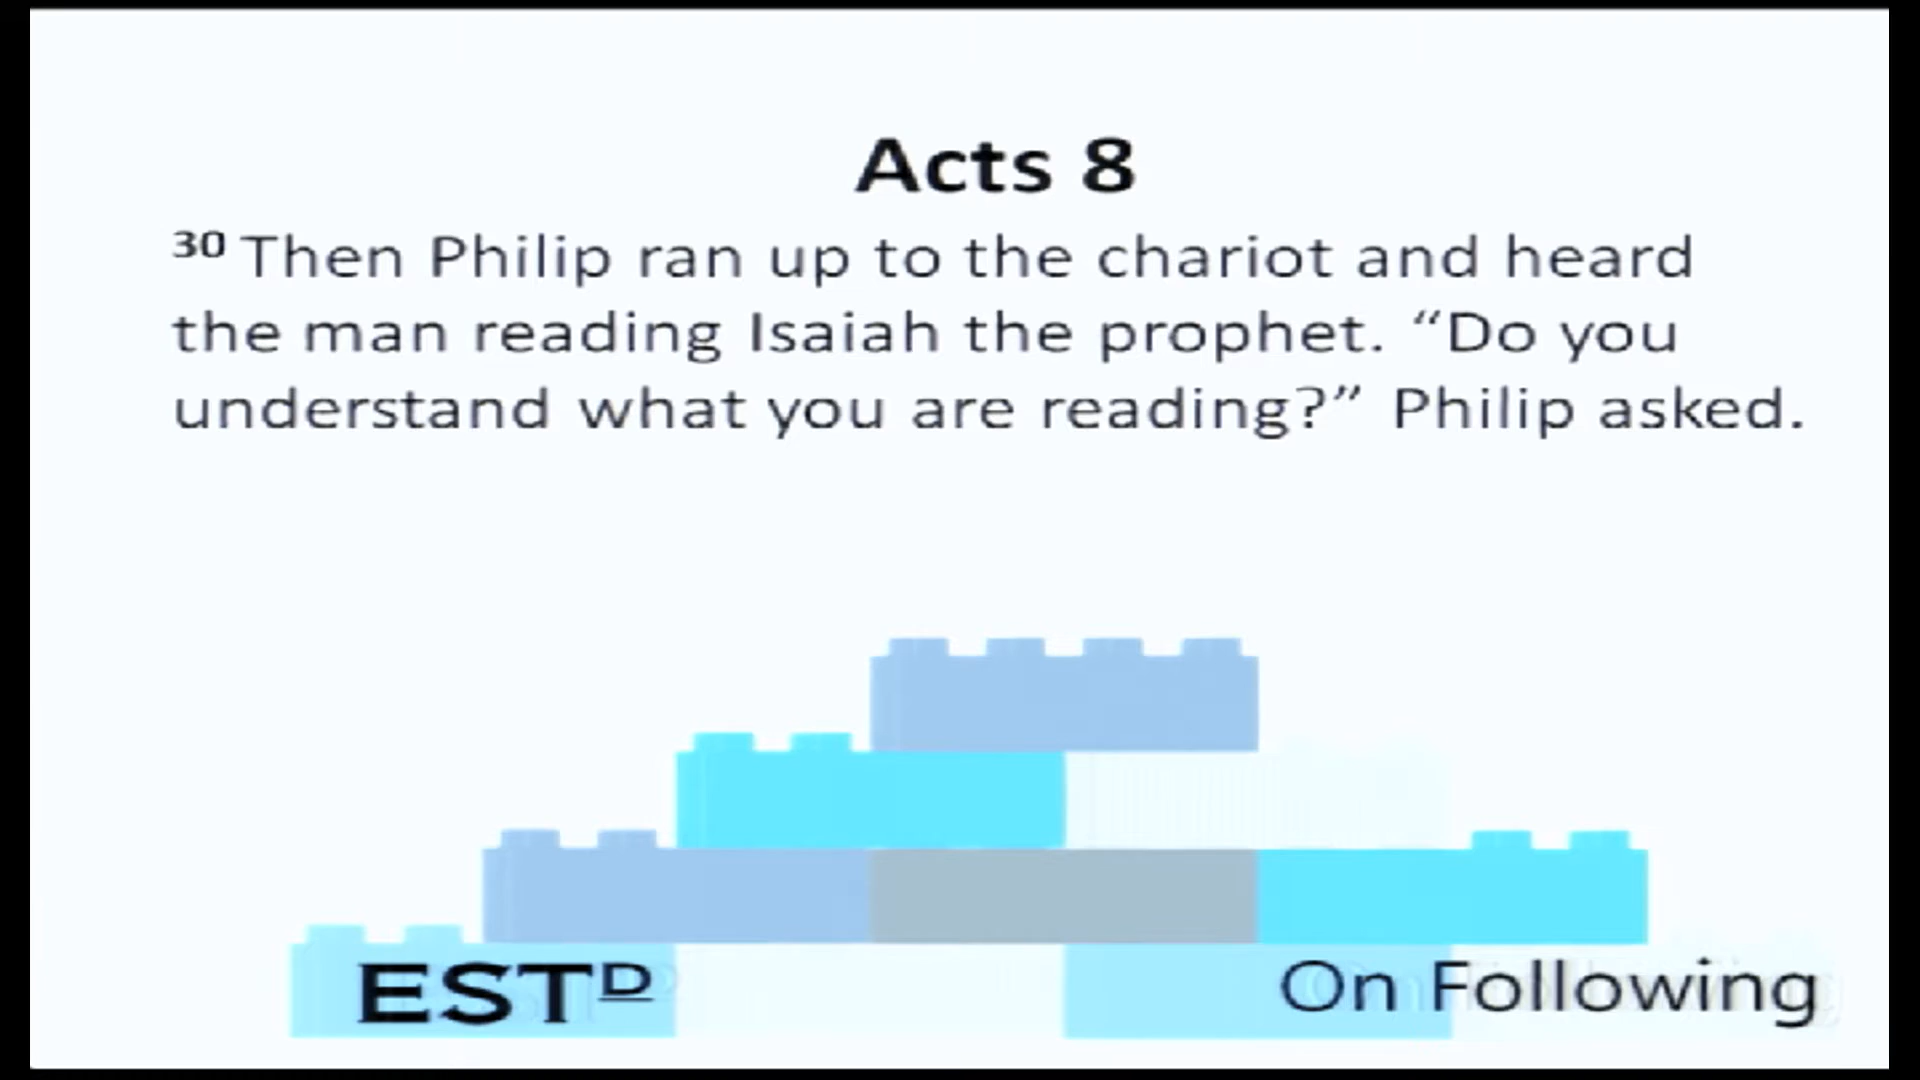 Acts 8
³⁰ Then Philip ran up to the chariot and heard
the man reading Isaiah the prophet. “Do you
understand what you are reading?” Philip asked.
ESTᴰ
On Following